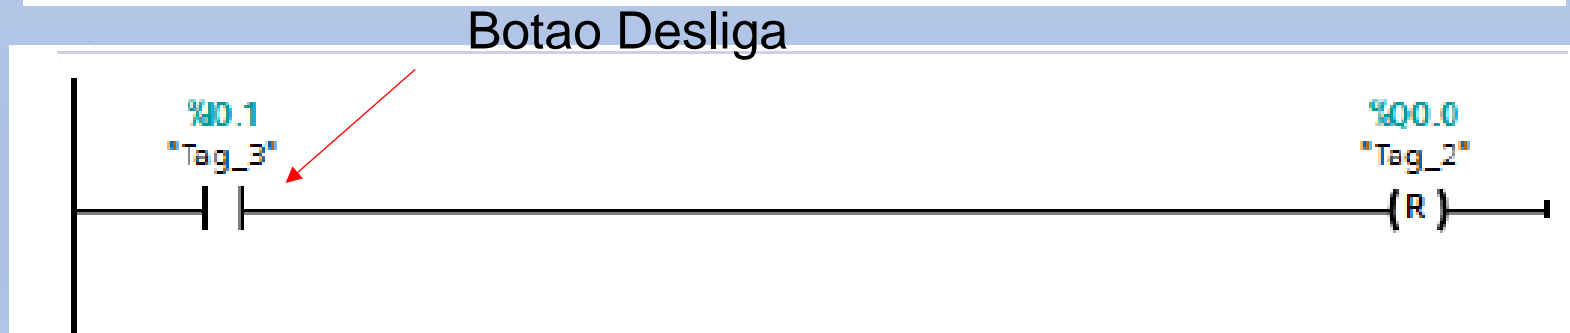 Botao Desliga
%I0.1
"Tag_3"
%Q0.0
"Tag_2"
( R )